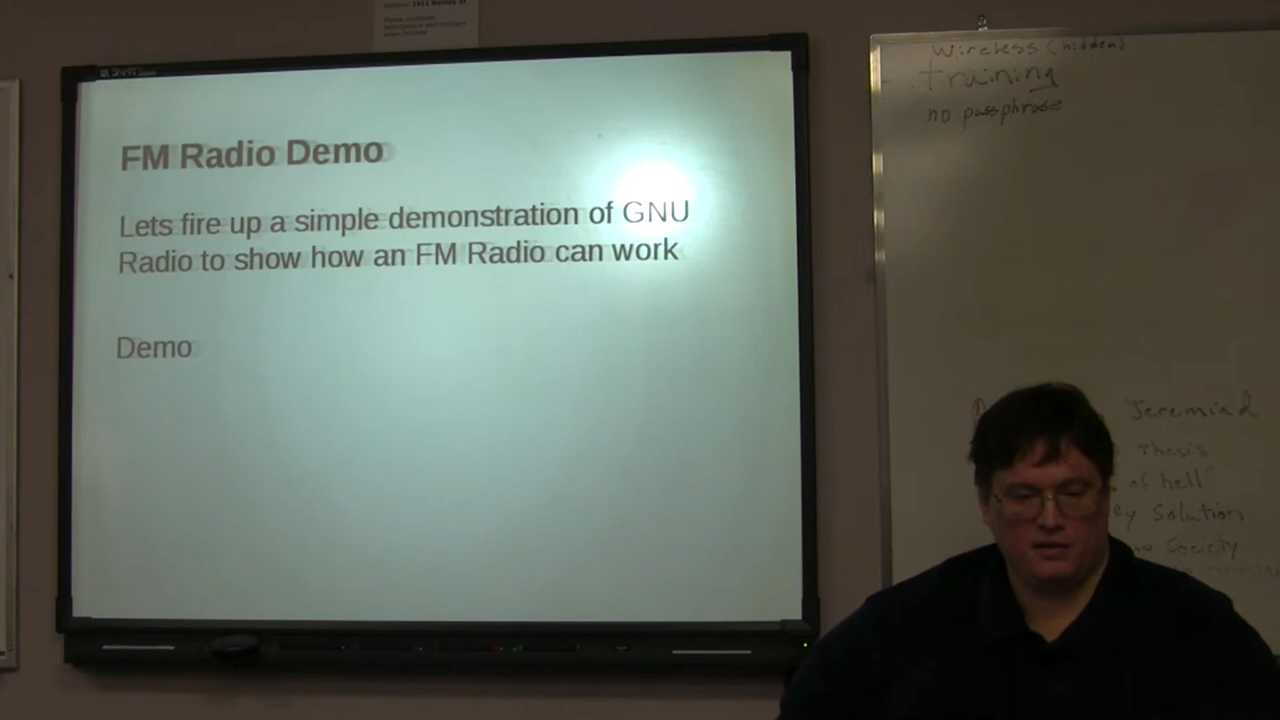 FM Radio Demo
Lets fire up a simple demonstration of GNU
Radio to show how an FM Radio can work
Demo
wireless (hidden)
training
no passphrase
Jeremiad
Thesis
of hell"
Solution
Society